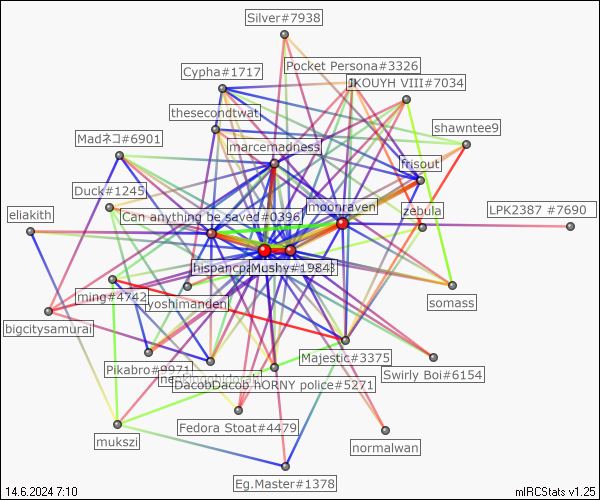 Silver#7938
Pocket Persona#3326
Cypha#1717
JKOUYH VIII#7034
thesecondtwat
shawntee9
Madネコ#6901
marcemadness
frisout
Duck#1245
moonraven
zebula
LPK2387 #7690
eliakith
Can anything be saved#0396
hispancpa
Mushy#1984
ming#4742
yoshimanden
somass
bigcitysamurai
Majestic#3375
Pikabro#9971
Swirly Boi#6154
DacobDacob hORNY police#5271
Fedora Stoat#4479
mukszi
normalwan
Eg.Master#1378
14.6.2024 7:10
mIRCStats v1.25